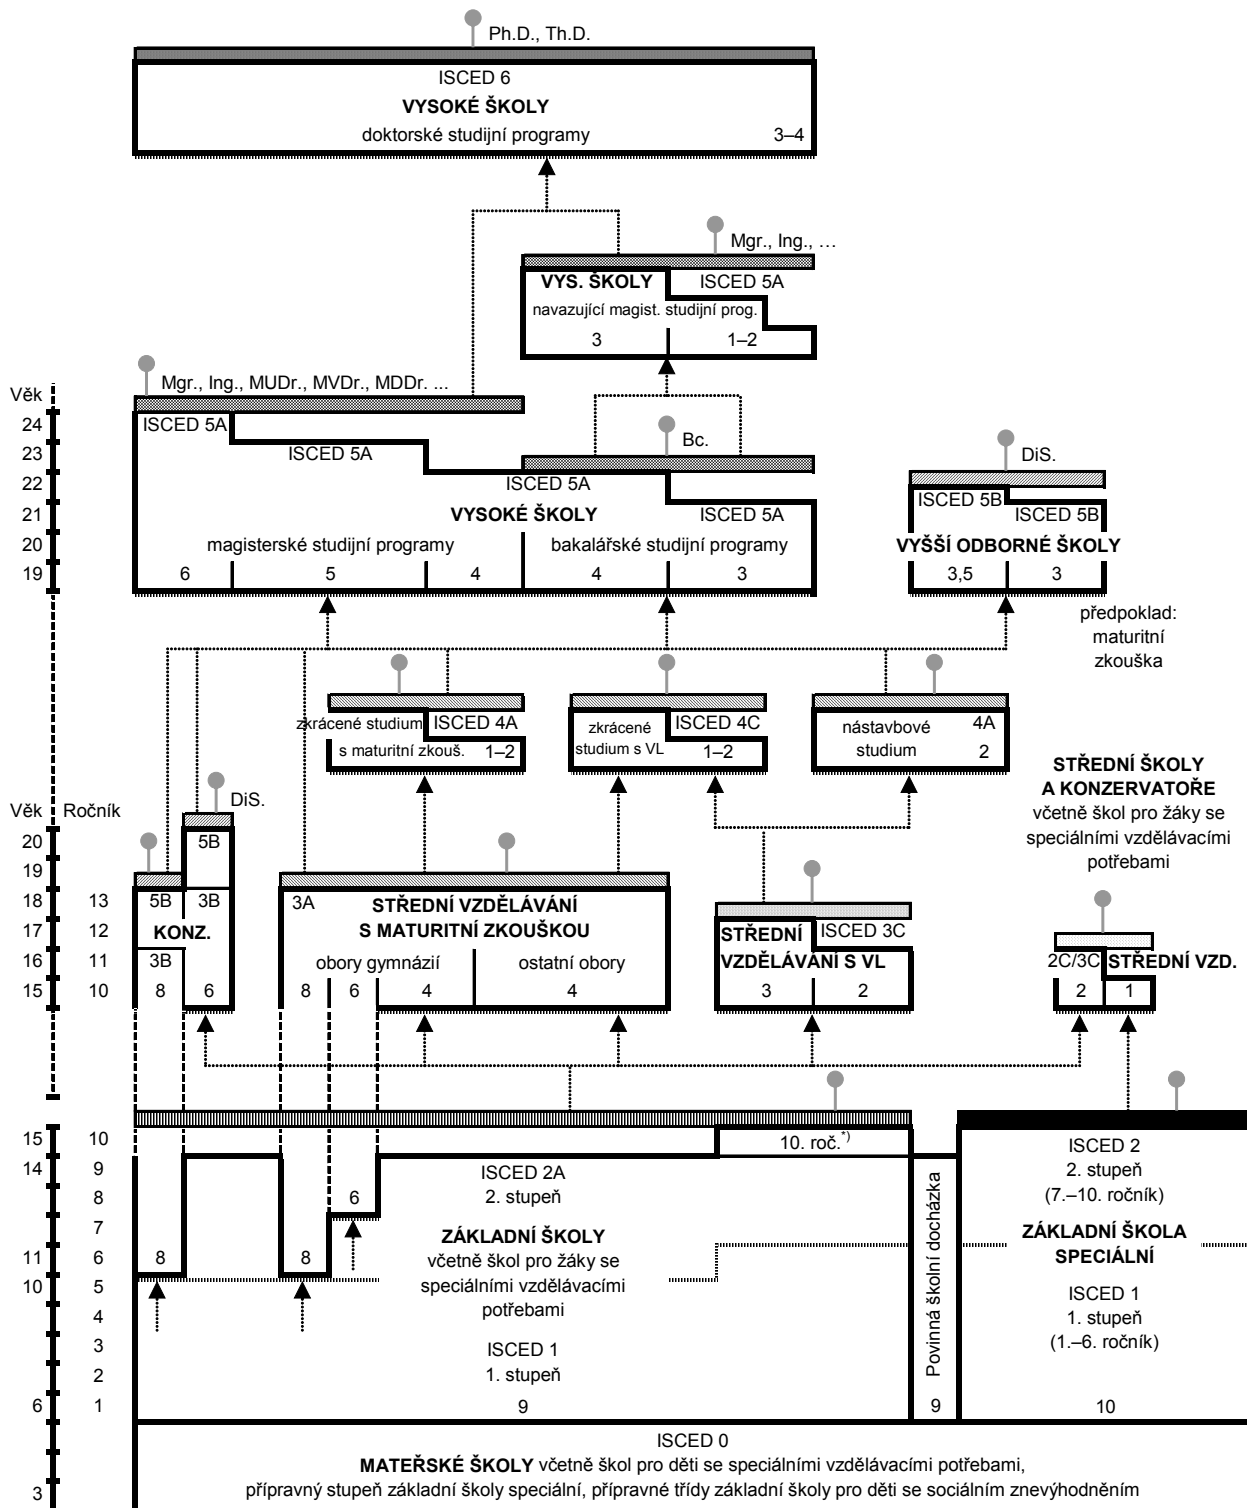 Ph.D., Th.D.
ISCED 6
VYSOKÉ ŠKOLY
doktorské studijní programy 3–4
Mgr., Ing., …
VYS. ŠKOLY ISCED 5A
navazující magist. studijní prog.
3 1–2
Mgr., Ing., MUDr., MVDr., MDDr. ...
Věk
24 ISCED 5A
23 ISCED 5A Bc. DiS.
22 ISCED 5A ISCED 5B
21 VYSOKÉ ŠKOLY ISCED 5A ISCED 5B
20 magisterské studijní programy bakalářské studijní programy VYŠŠÍ ODBORNÉ ŠKOLY
19 6 5 4 4 3 3,5 3
předpoklad:
maturitní
zkouška
zkrácené studium ISCED 4A
s maturitní zkouš. 1–2
zkrácené ISCED 4C
studium s VL 1–2
nástavbové 4A
studium 2
STŘEDNÍ ŠKOLY
A KONZERVATOŘE
včetně škol pro žáky se
speciálními vzdělávacími
potřebami
Věk Ročník DiS.
20 5B
19
18 13 5B 3B 3A STŘEDNÍ VZDĚLÁVÁNÍ
17 12 KONZ. S MATURITNÍ ZKOUŠKOU STŘEDNÍ ISCED 3C
16 11 3B obory gymnázií ostatní obory VZDĚLÁVÁNÍ S VL 2C/3C STŘEDNÍ VZD.
15 10 8 6 8 6 4 4 3 2 2 1
15 10 10. roč.*) ISCED 2
14 9 ISCED 2A 2. stupeň
8 6 2. stupeň (7.–10. ročník)
7 ZÁKLADNÍ ŠKOLY ZÁKLADNÍ ŠKOLA
11 6 8 8 včetně škol pro žáky se SPECIÁLNÍ
10 5 speciálními vzdělávacími ISCED 1
4 potřebami 1. stupeň
3 ISCED 1 (1.–6. ročník)
2 1. stupeň
Povinná školní docházka
6 1 9 9 10
ISCED 0
MATEŘSKÉ ŠKOLY včetně škol pro děti se speciálními vzdělávacími potřebami,
3 přípravný stupeň základní školy speciální, přípravné třídy základní školy pro děti se sociálním znevýhodněním